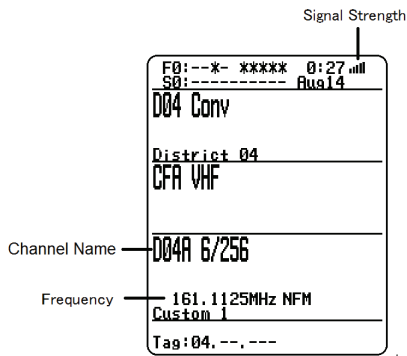 Signal Strength
F0:--*- ***** 0:27
S0:---------- Aug14
D04 Conv
District 04
CFA VHF
Channel Name
D04A 6/256
Frequency
161.1125MHz NFM
Custom 1
Tag:04.--.---